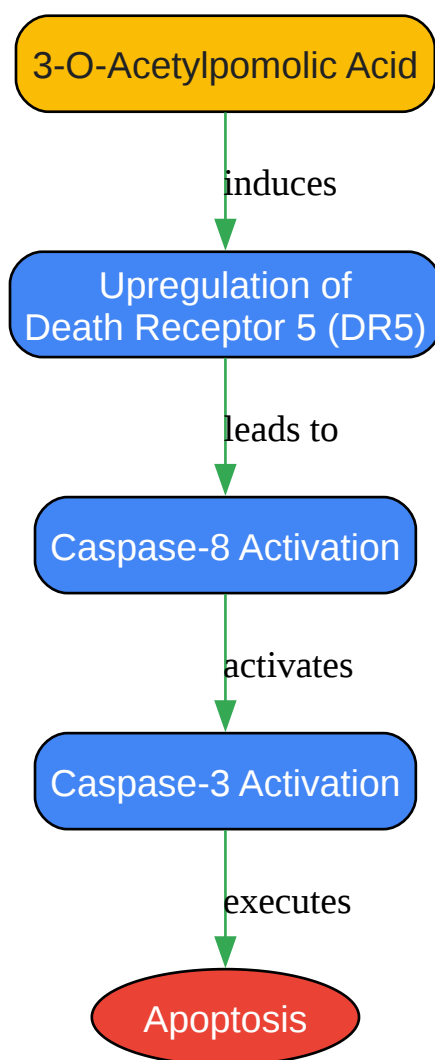 3-O-Acetylpomolic Acid
induces
Upregulation of
Death Receptor 5 (DR5)
leads to
Caspase-8 Activation
activates
Caspase-3 Activation
executes
Apoptosis